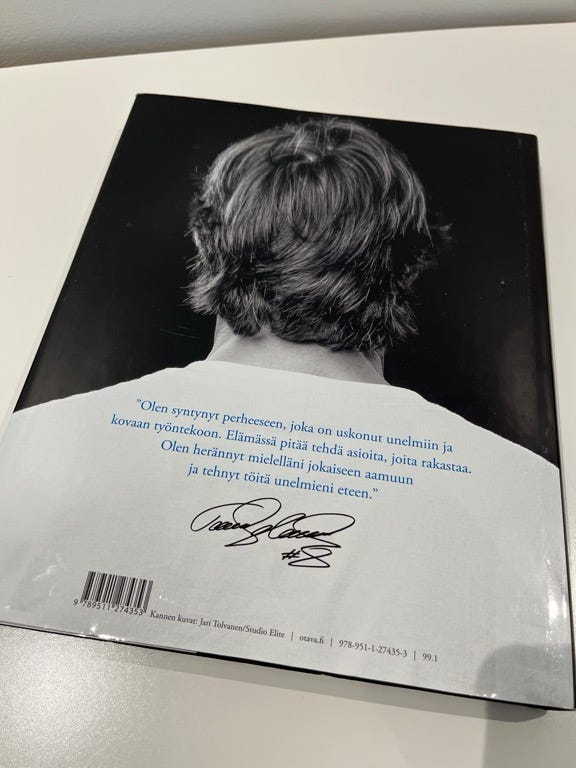 ”Olen syntynyt perheeseen, joka on uskonut unelmiin ja
kovaan työntekoon. Elämässä pitää tehdä asioita, joita rakastaa.
Olen herännyt mielelläni jokaiseen aamuun
ja tehnyt töitä unelmieni eteen.”
#8
9 789511 274353
Kannen kuvat: Jari Tolvanen/Studio Elite | otava.fi | 978-951-1-27435-3 | 99.1